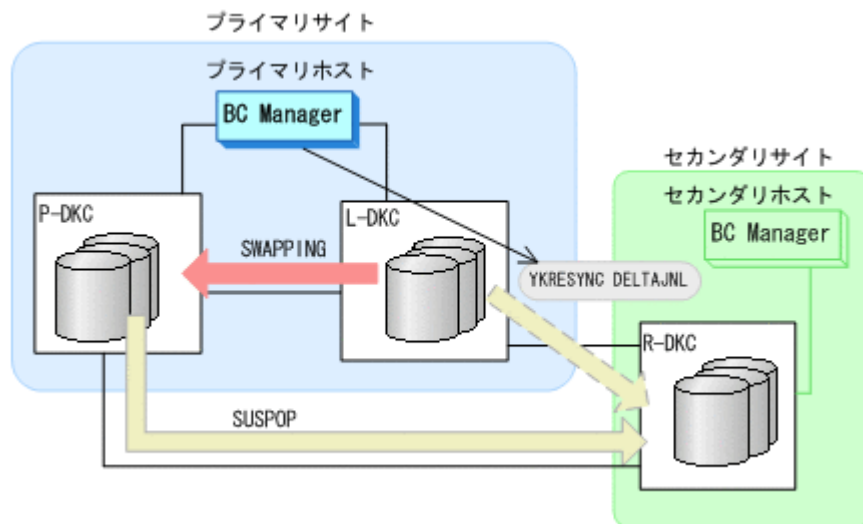 プライマリサイト
プライマリホスト
BC Manager
セカンダリサイト
セカンダリホスト
BC Manager
P-DKC
L-DKC
SWAPPING
YKRESYNC DELTAJNL
R-DKC
SUSPOP